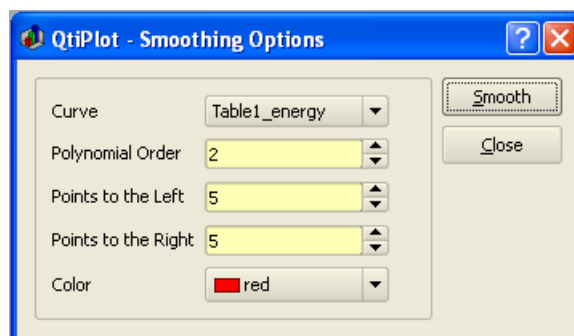 QtiPlot - Smoothing Options
Curve
Table1_energy
Smooth
Polynomial Order
2
Close
Points to the Left
5
Points to the Right
5
Color
red